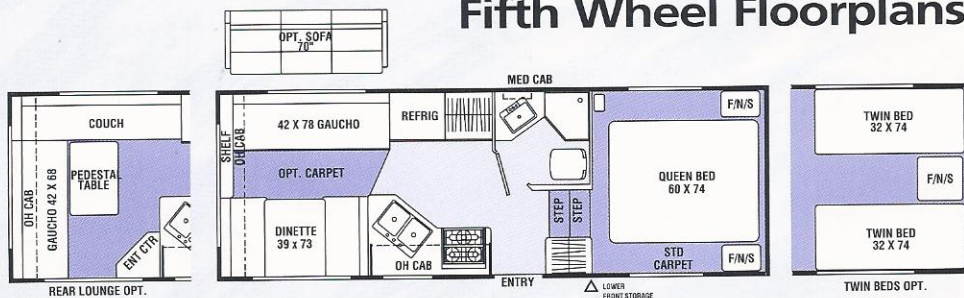 Fifth Wheel Floorplans
OPT. SOFA
70"
COUCH
PEDESTAL
TABLE
OH CAB
GAUCHO 42 X 68
ENT CTR
REAR LOUNGE OPT.
MED CAB
SHELF
OH CAB
42 X 78 GAUCHO
REFRIG
OPT. CARPET
DINETTE
39 x 73
OH CAB
STEP
STEP
ENTRY
F/N/S
QUEEN BED
60 X 74
STD
CARPET
F/N/S
LOWER
FRONT STORAGE
TWIN BED
32 X 74
F/N/S
TWIN BED
32 X 74
TWIN BEDS OPT.